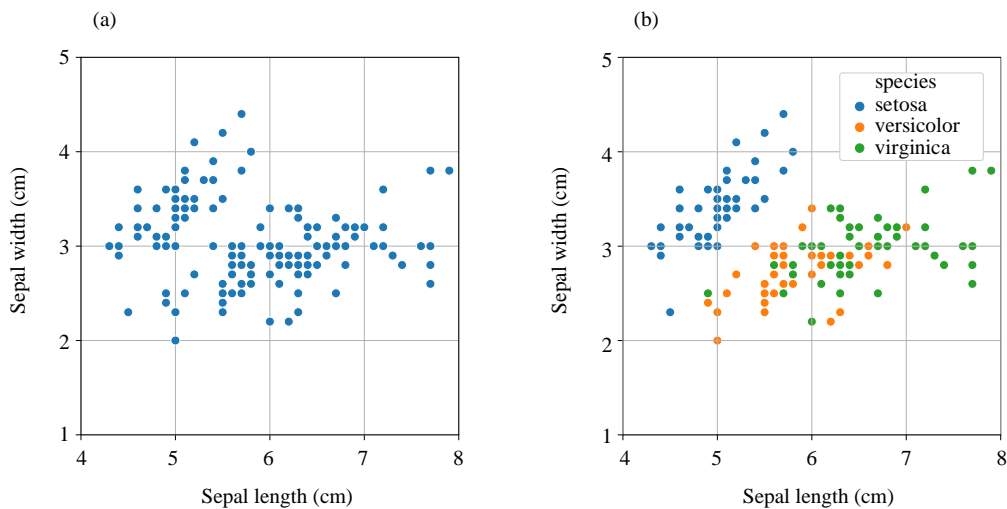 (a)
Sepal width (cm)
5
4
3
2
1
4 5 6 7 8
Sepal length (cm)
(b)
Sepal width (cm)
5
4
3
2
1
4 5 6 7 8
Sepal length (cm)
species
setosa
versicolor
virginica